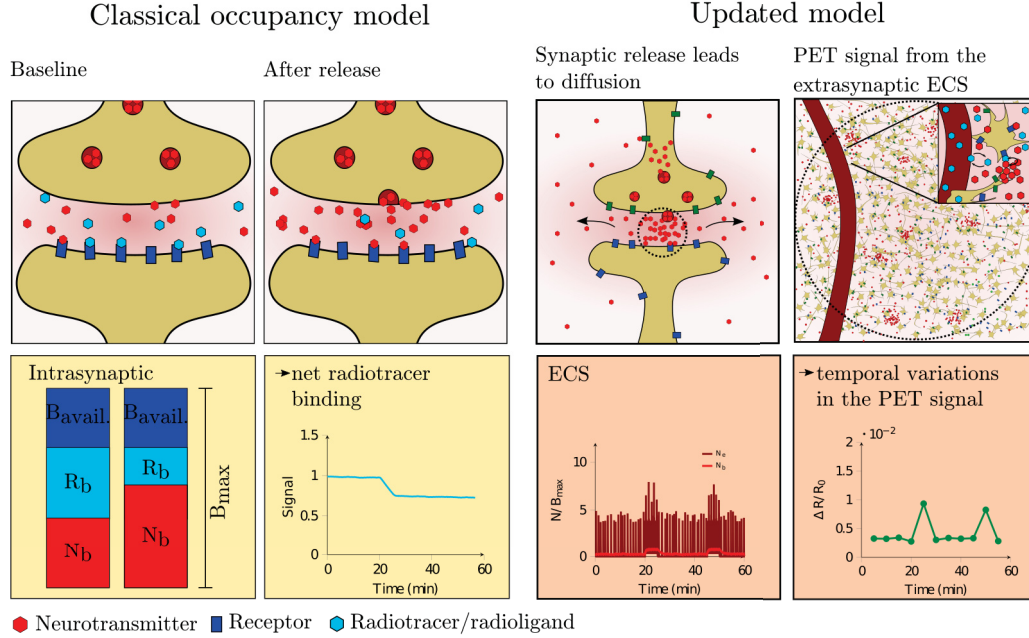 Classical occupancy model
Updated model
Baseline
After release
Synaptic release leads
to diffusion
PET signal from the
extrasynaptic ECS
Intrasynaptic
Bavail.
Bavail.
Rb
Rb
Nb
Nb
Bmax
→net radiotracer
binding
1.5
1
0.5
0
Signal
0
20
40
60
Time (min)
ECS
Ne
Nb
10
5
0
N/Bmax
0
20
40
60
Time (min)
→temporal variations
in the PET signal
·10⁻²
2
1.5
1
0.5
0
Δ R/R0
0
20
40
60
Time (min)
Neurotransmitter
Receptor
Radiotracer/radioligand